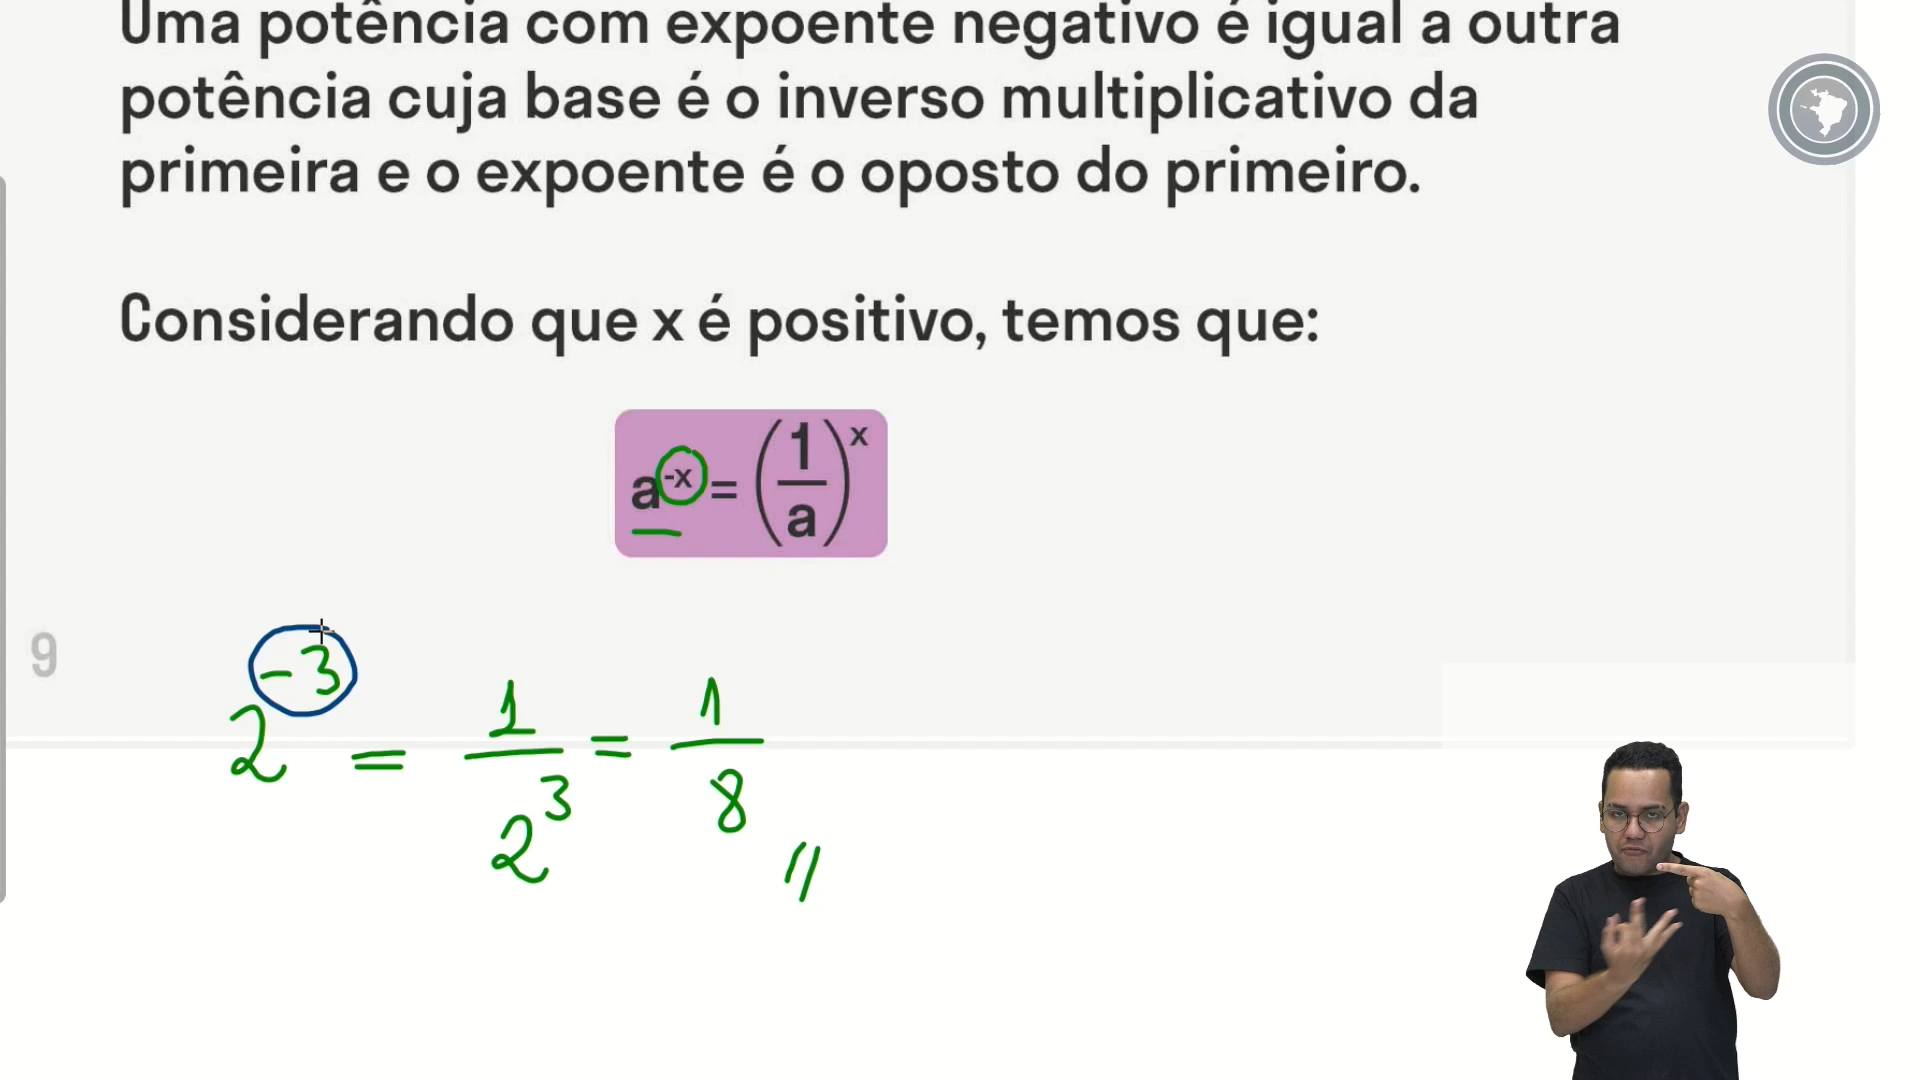 Uma potência com expoente negativo é igual a outra
potência cuja base é o inverso multiplicativo da
primeira e o expoente é o oposto do primeiro.
Considerando que x é positivo, temos que:
a^-x = (1/a)^x
9
2^-3 = 1/2^3 = 1/8 //